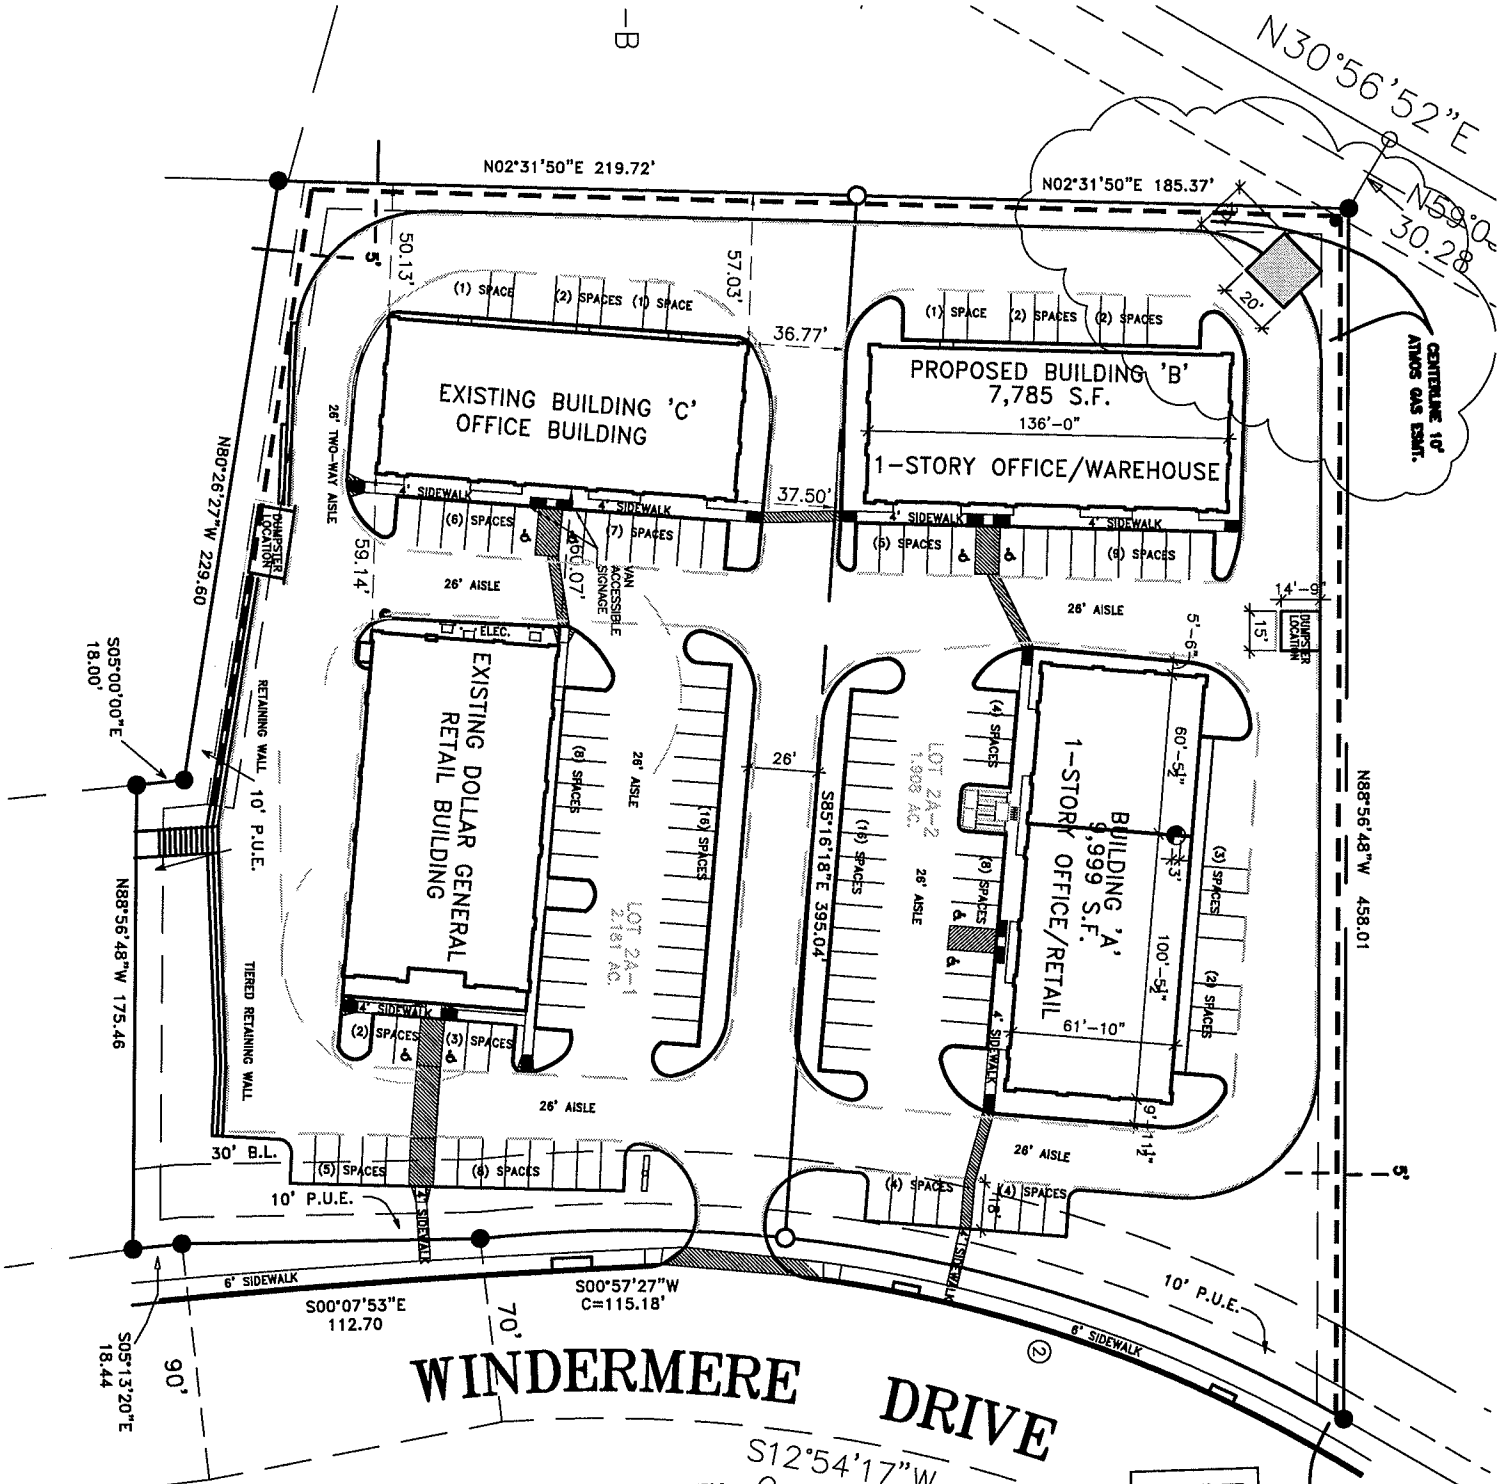 -B
N30°56'52"E
N02°31'50"E 219.72'
N02°31'50"E 185.37'
30.28
5'
50.13'
57.03'
20'
(1) SPACE
(2) SPACES
(1) SPACE
(1) SPACE
(2) SPACES
(2) SPACES
36.77'
CENTERLINE 10'
ATMOS GAS ESMT.
EXISTING BUILDING 'C'
OFFICE BUILDING
PROPOSED BUILDING 'B'
7,785 S.F.
136'-0"
1-STORY OFFICE/WAREHOUSE
26' TWO-WAY AISLE
N80°26'27"W 229.60
DUMPSTER
LOCATION
4' SIDEWALK
4' SIDEWALK
37.50'
4' SIDEWALK
4' SIDEWALK
(6) SPACES
(7) SPACES
(5) SPACES
(9) SPACES
59.14'
60.07'
VAN
ACCESSIBLE
SIGNAGE
26' AISLE
26' AISLE
14'-9"
15'
DUMPSTER
LOCATION
5'-6"
ELEC.
S05°00'00"E
18.00'
RETAINING WALL
10' P.U.E.
EXISTING DOLLAR GENERAL
RETAIL BUILDING
(8) SPACES
26' AISLE
(16) SPACES
26'
S85°16'18"E 395.04'
(16) SPACES
LOT 2A-2
1.908 AC.
26' AISLE
(4) SPACES
(8) SPACES
BUILDING 'A'
9,999 S.F.
1-STORY OFFICE/RETAIL
60'-5½"
3'
100'-5½"
61'-10"
(3) SPACES
(2) SPACES
N88°56'48"W 458.01
LOT 2A-1
2.181 AC.
N88°56'48"W 175.46
TIERED RETAINING WALL
4' SIDEWALK
(2) SPACES
(3) SPACES
4' SIDEWALK
9'-11½"
26' AISLE
26' AISLE
30' B.L.
(5) SPACES
(6) SPACES
(4) SPACES
(4) SPACES
18'
5'
10' P.U.E.
4' SIDEWALK
4' SIDEWALK
10' P.U.E.
6' SIDEWALK
6' SIDEWALK
S00°07'53"E
112.70
S00°57'27"W
C=115.18'
S05°13'20"E
18.44
90'
70'
2
WINDERMERE DRIVE
S12°54'17"W